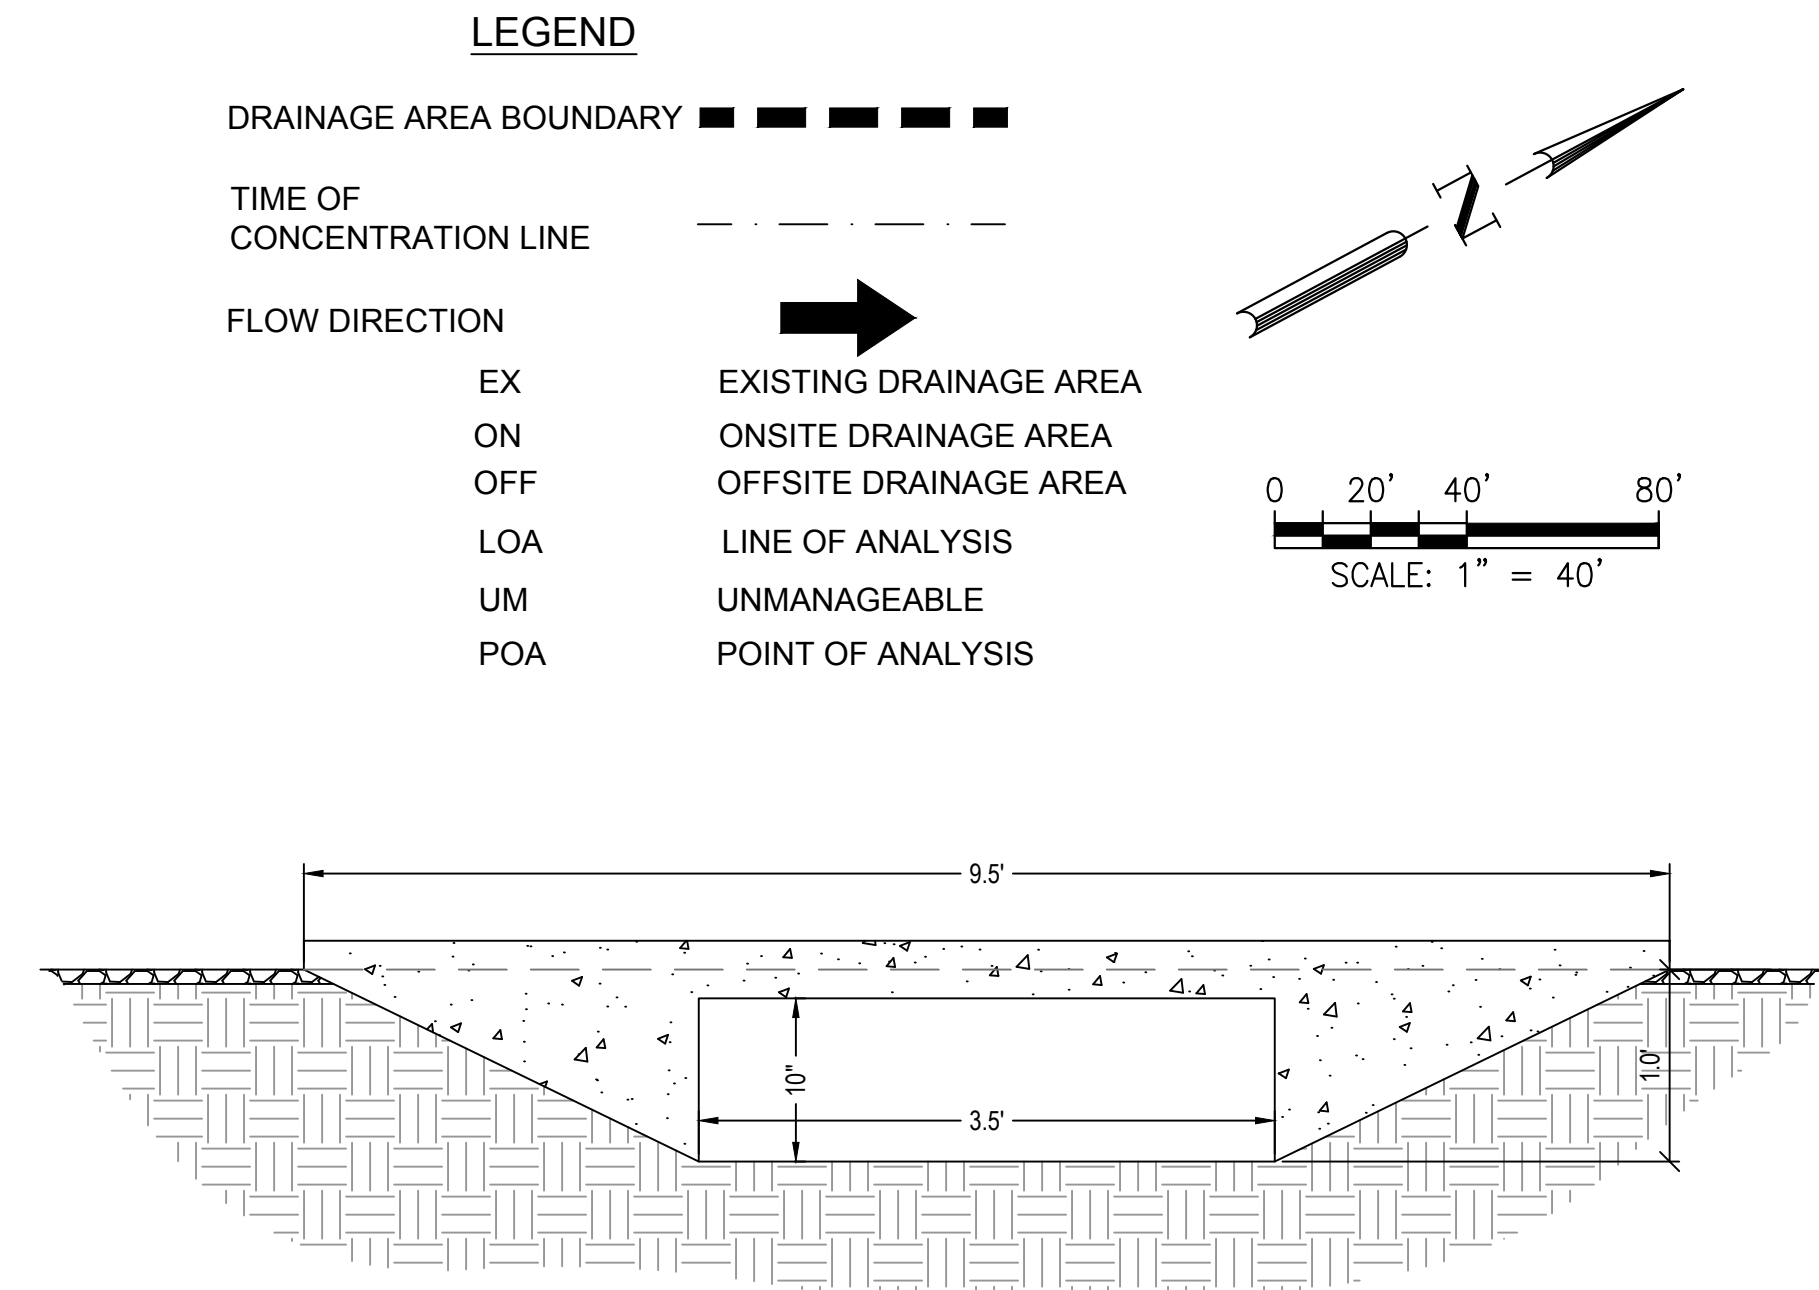 LEGEND
DRAINAGE AREA BOUNDARY
TIME OF
CONCENTRATION LINE
FLOW DIRECTION
EX EXISTING DRAINAGE AREA
ON ONSITE DRAINAGE AREA
OFF OFFSITE DRAINAGE AREA
LOA LINE OF ANALYSIS
UM UNMANAGEABLE
POA POINT OF ANALYSIS
N
0 20' 40' 80'
SCALE: 1" = 40'
9.5'
10"
3.5'
1.0'